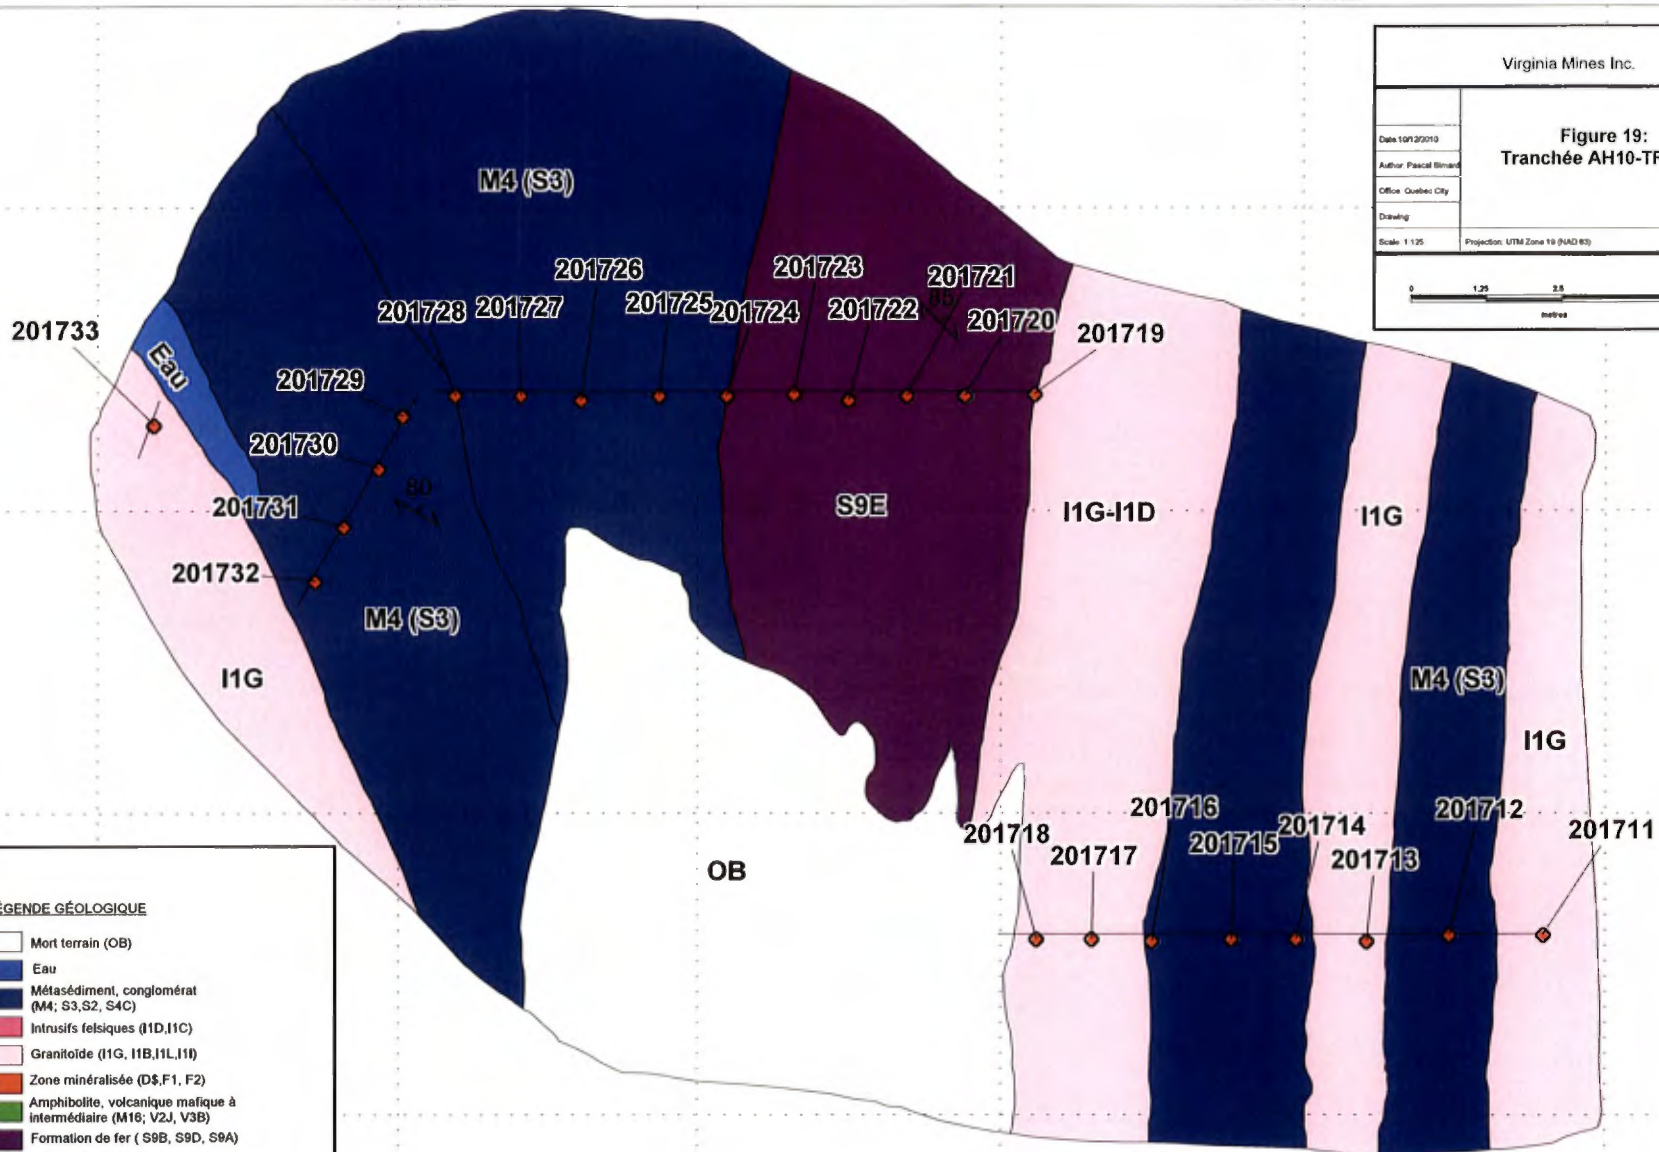 Virginia Mines Inc.
Figure 19:
Tranchée AH10-TR
Date 10/12/2010
Author: Pascal Simard
Office: Quebec City
Drawing:
Scale: 1:125
Projection: UTM Zone 19 (NAD 83)
0 1,25 2.5
metres
M4 (S3)
201726
201723
201721
201728
201727
201725
201724
201722
85
201720
201719
201733
Eau
201729
201730
80
201731
S9E
I1G-I1D
I1G
201732
M4 (S3)
I1G
M4 (S3)
I1G
201716
201712
201718
201717
201715
201714
201713
201711
OB
ÉGENDE GÉOLOGIQUE
Mort terrain (OB)
Eau
Métasédiment, conglomérat
(M4; S3,S2, S4C)
Intrusifs felsiques (I1D,I1C)
Granitoïde (I1G, I1B,I1L,I1I)
Zone minéralisée (D$,F1, F2)
Amphibolite, volcanique mafique à
intermédiaire (M16; V2J, V3B)
Formation de fer ( S9B, S9D, S9A)